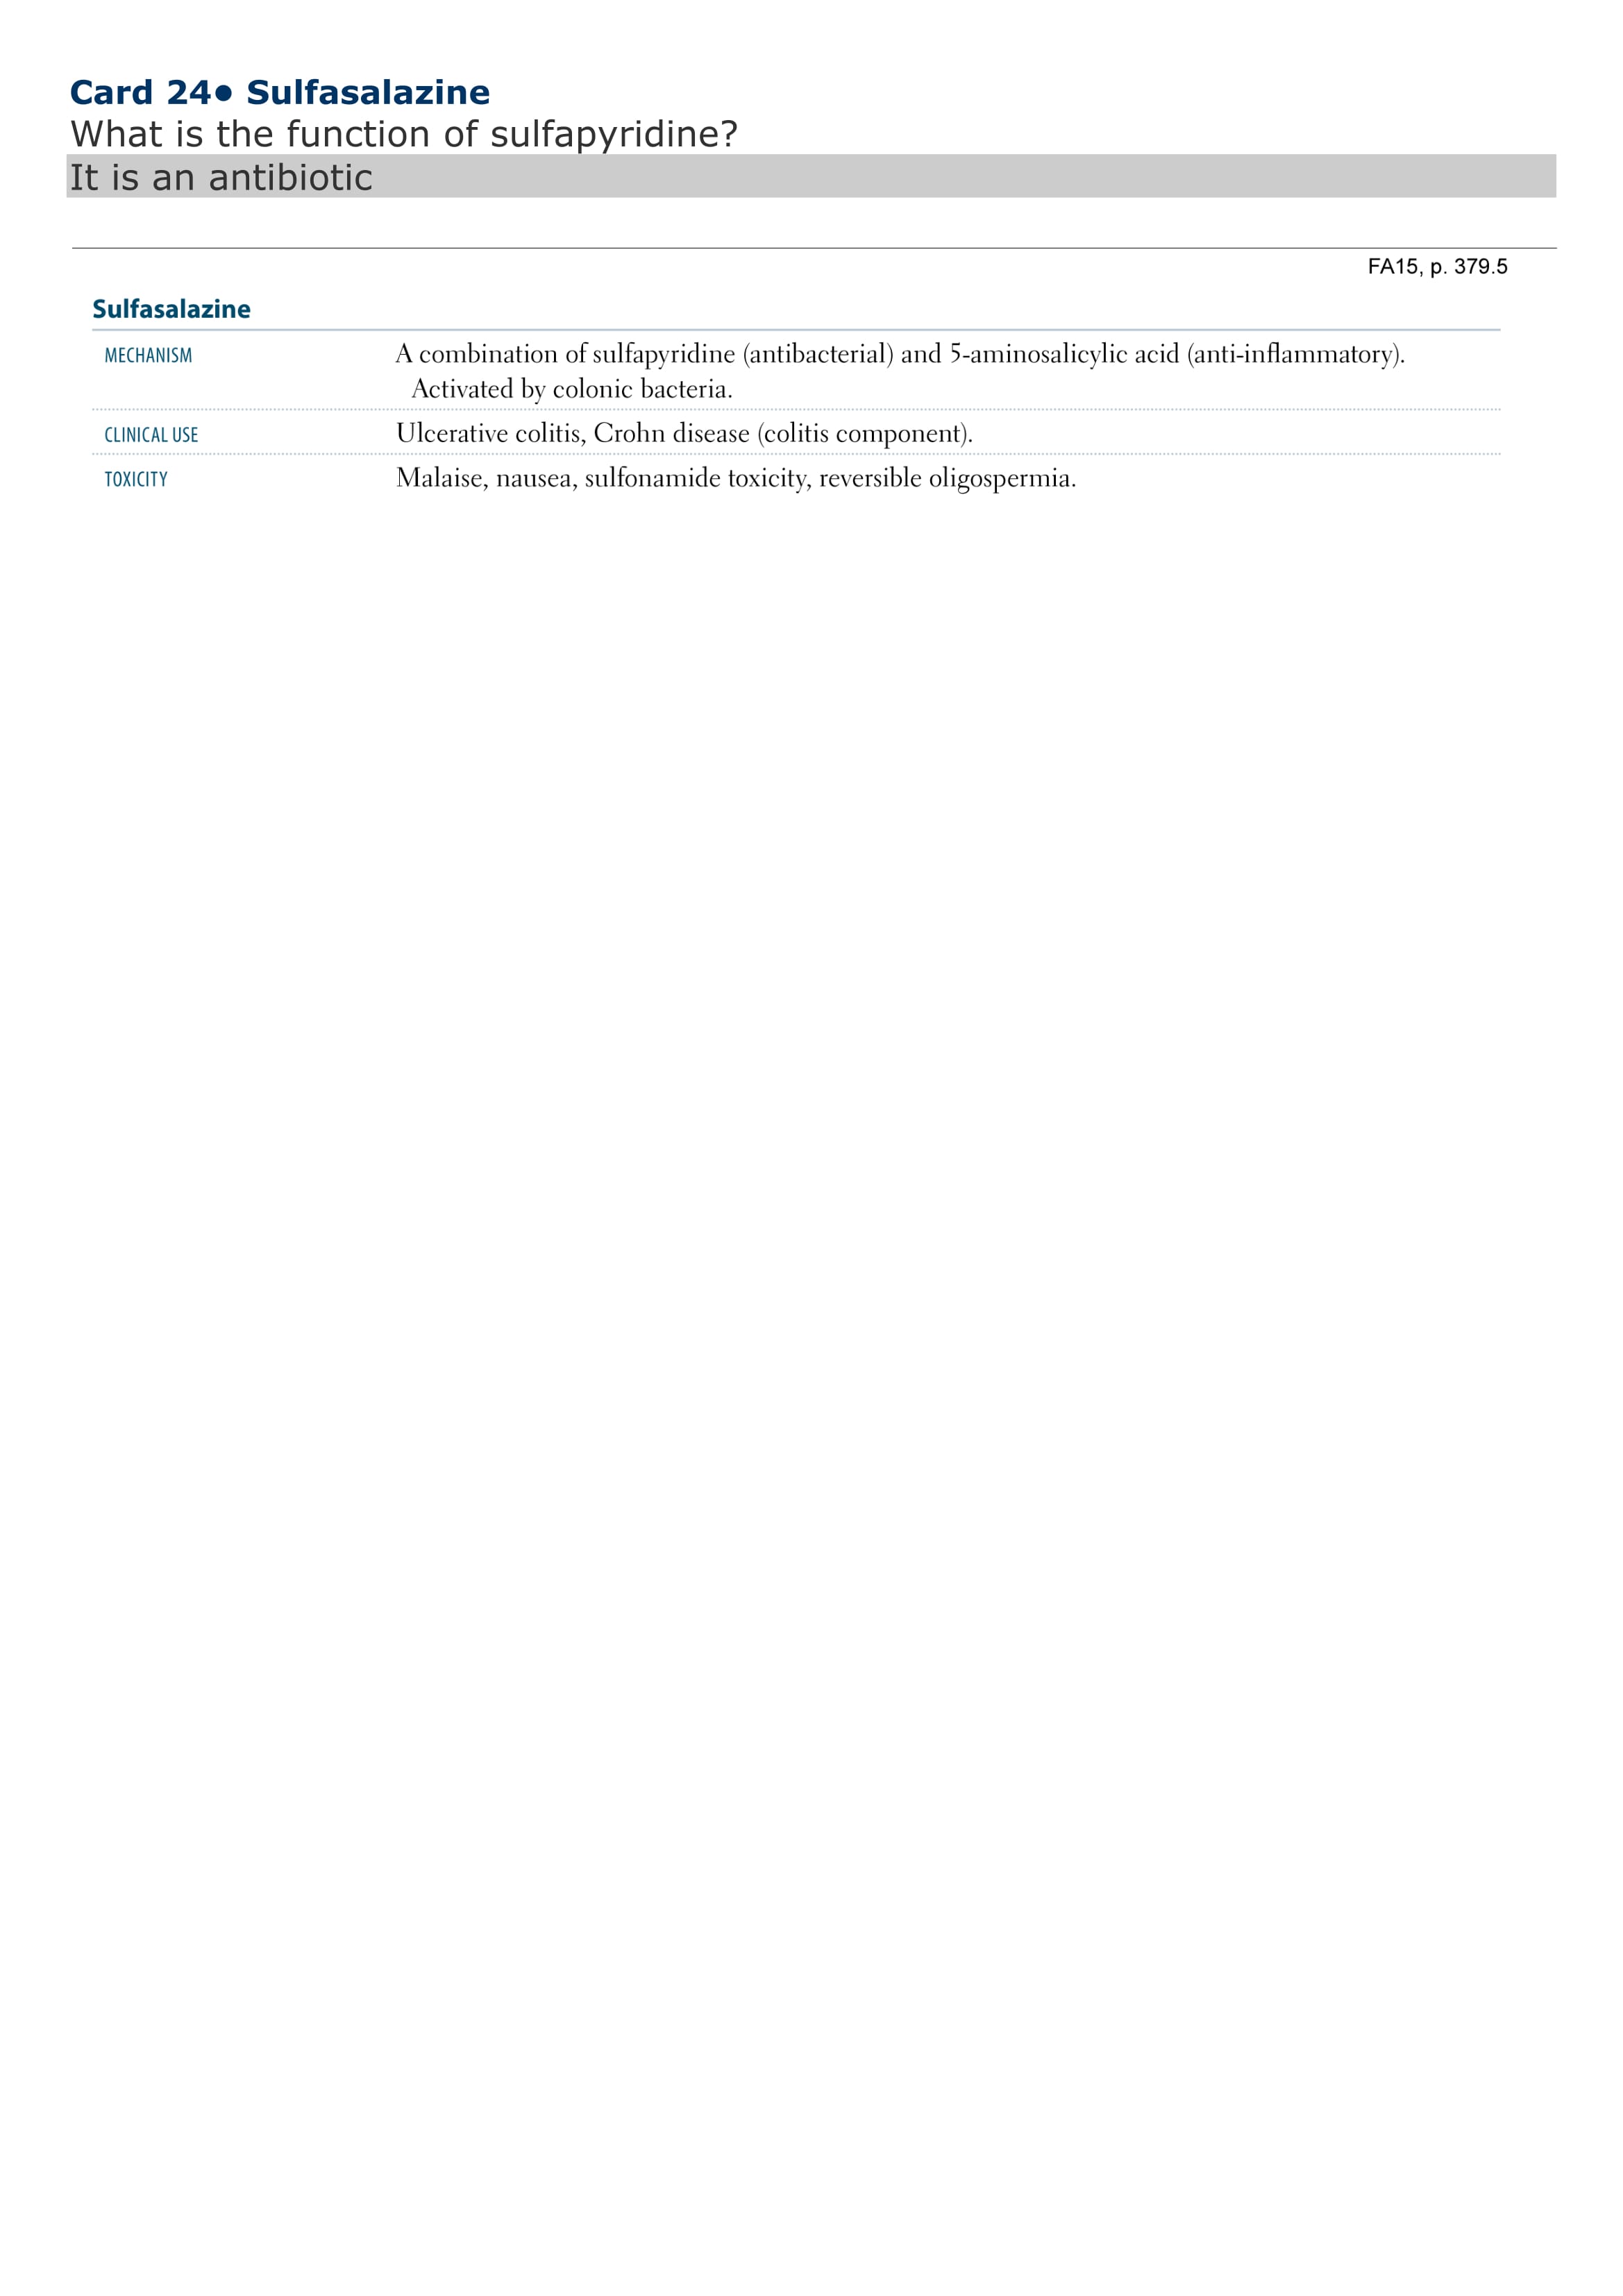 Card 24• Sulfasalazine
What is the function of sulfapyridine?
It is an antibiotic
FA15, p. 379.5
Sulfasalazine
MECHANISM A combination of sulfapyridine (antibacterial) and 5-aminosalicylic acid (anti-inflammatory).
Activated by colonic bacteria.
CLINICAL USE Ulcerative colitis, Crohn disease (colitis component).
TOXICITY Malaise, nausea, sulfonamide toxicity, reversible oligospermia.